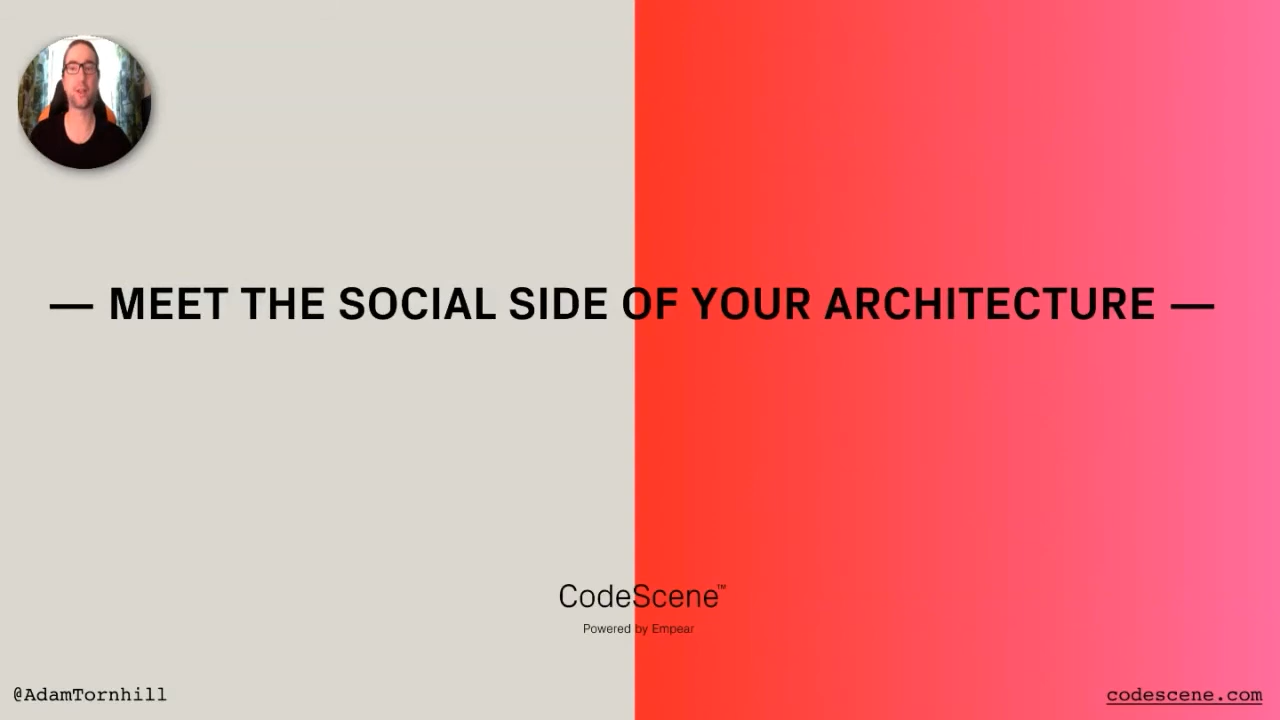 — MEET THE SOCIAL SIDE OF YOUR ARCHITECTURE —
CodeScene™
Powered by Empear
@AdamTornhill
codescene.com